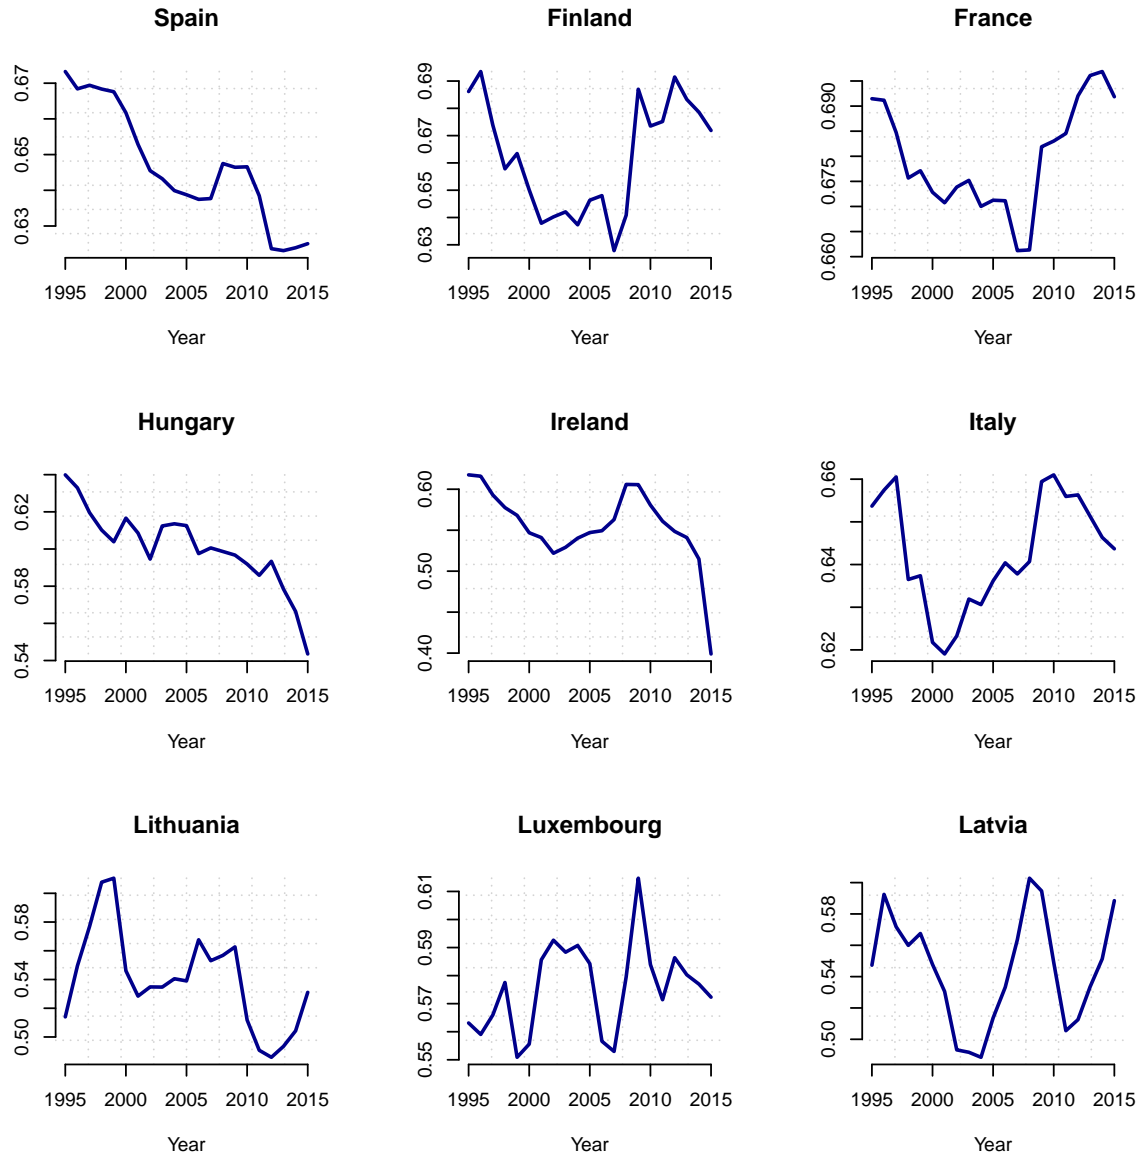 Spain
0.63 0.65 0.67
1995 2000 2005 2010 2015
Year
Finland
0.63 0.65 0.67 0.69
1995 2000 2005 2010 2015
Year
France
0.660 0.675 0.690
1995 2000 2005 2010 2015
Year
Hungary
0.54 0.58 0.62
1995 2000 2005 2010 2015
Year
Ireland
0.40 0.50 0.60
1995 2000 2005 2010 2015
Year
Italy
0.62 0.64 0.66
1995 2000 2005 2010 2015
Year
Lithuania
0.50 0.54 0.58
1995 2000 2005 2010 2015
Year
Luxembourg
0.55 0.57 0.59 0.61
1995 2000 2005 2010 2015
Year
Latvia
0.50 0.54 0.58
1995 2000 2005 2010 2015
Year